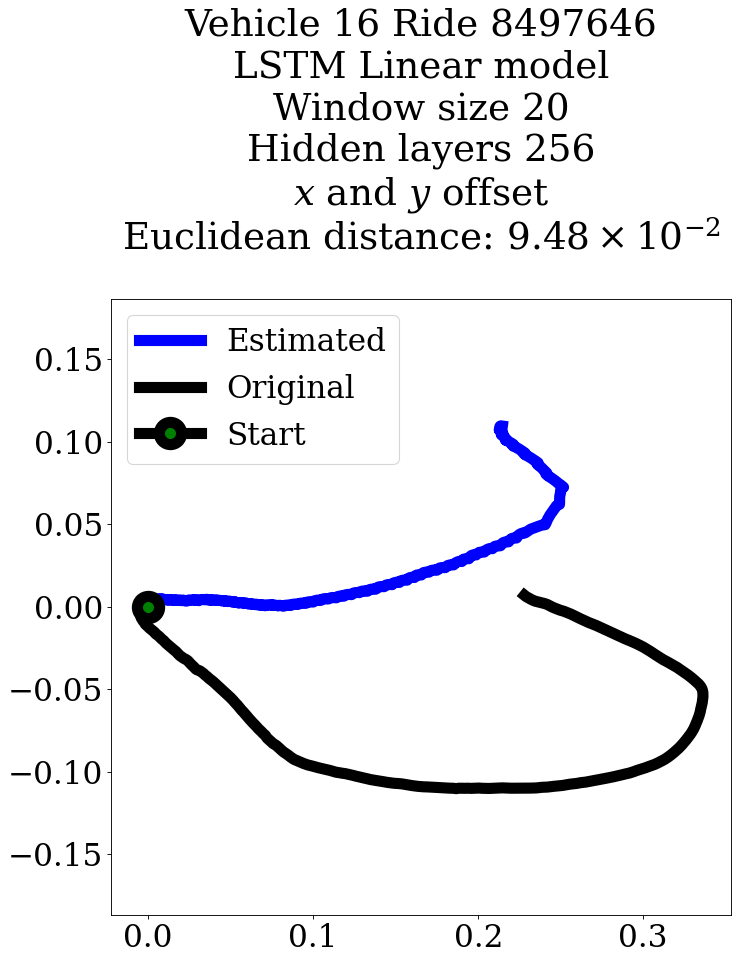 Vehicle 16 Ride 8497646
LSTM Linear model
Window size 20
Hidden layers 256
x and y offset
Euclidean distance: 9.48 × 10⁻²
Estimated
Original
Start
0.15
0.10
0.05
0.00
−0.05
−0.10
−0.15
0.0 0.1 0.2 0.3